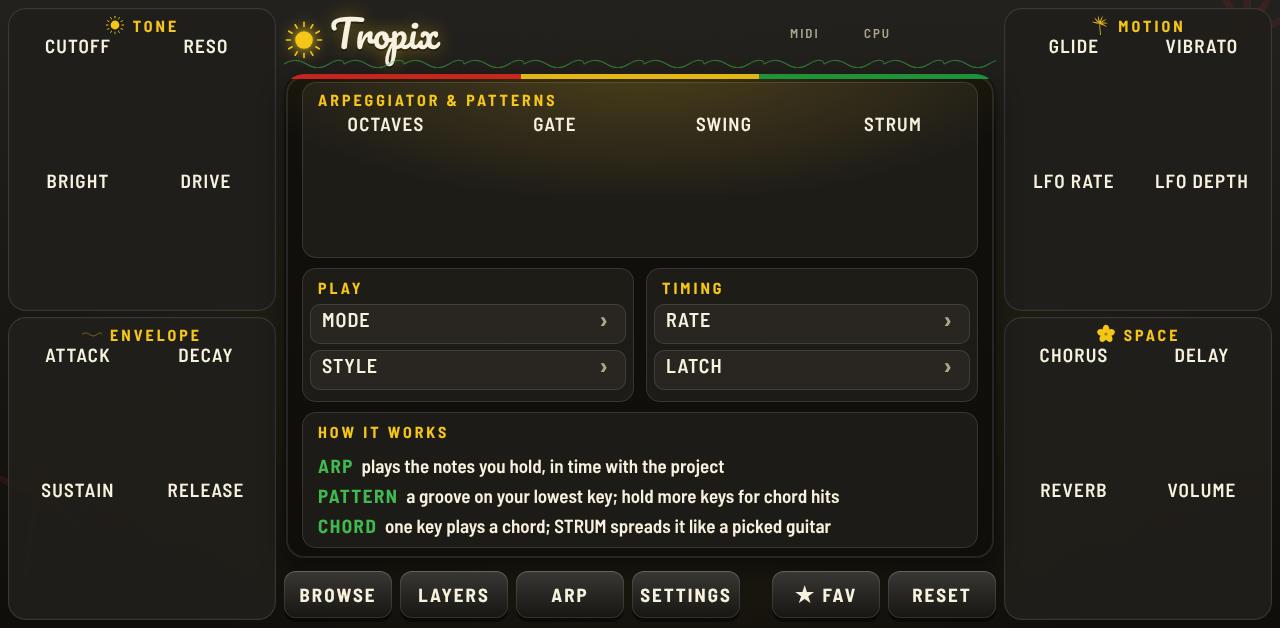 TONE
CUTOFF RESO
BRIGHT DRIVE
ENVELOPE
ATTACK DECAY
SUSTAIN RELEASE
Tropix
MIDI CPU
ARPEGGIATOR & PATTERNS
OCTAVES GATE SWING STRUM
PLAY
MODE ›
STYLE ›
TIMING
RATE ›
LATCH ›
HOW IT WORKS
ARP plays the notes you hold, in time with the project
PATTERN a groove on your lowest key; hold more keys for chord hits
CHORD one key plays a chord; STRUM spreads it like a picked guitar
BROWSE LAYERS ARP SETTINGS ★ FAV RESET
MOTION
GLIDE VIBRATO
LFO RATE LFO DEPTH
SPACE
CHORUS DELAY
REVERB VOLUME